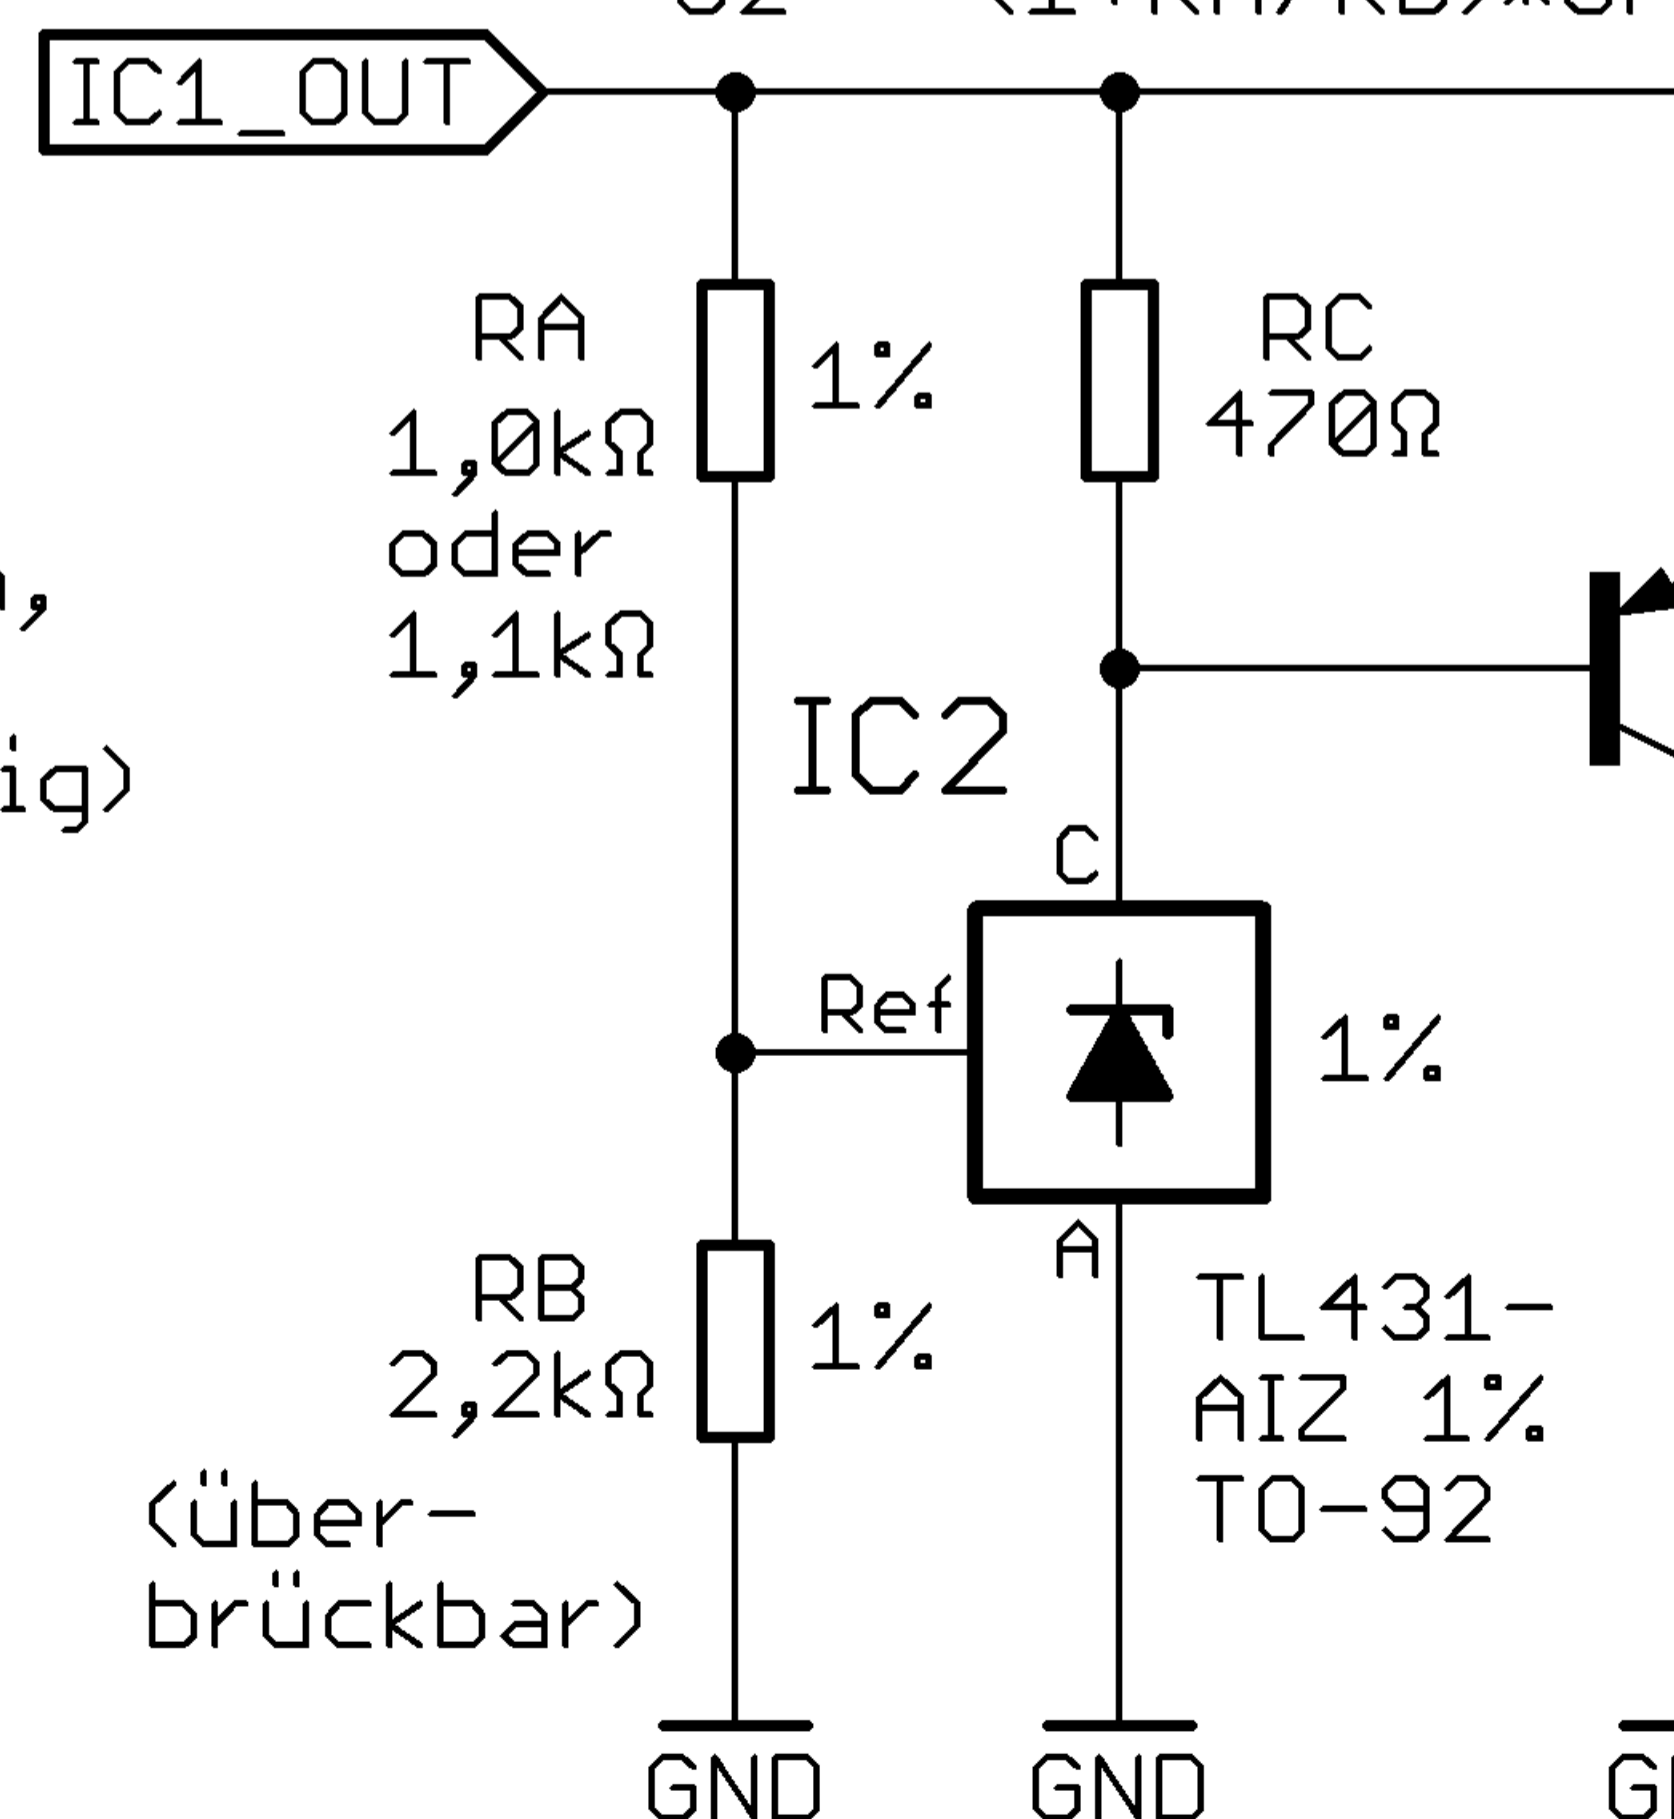 IC1_OUT
RA
1,0kΩ
oder
1,1kΩ
1%
RC
470Ω
ig)
IC2
C
Ref
1%
A
RB
2,2kΩ
1%
(über-
brückbar)
TL431-
AIZ 1%
TO-92
GND
GND